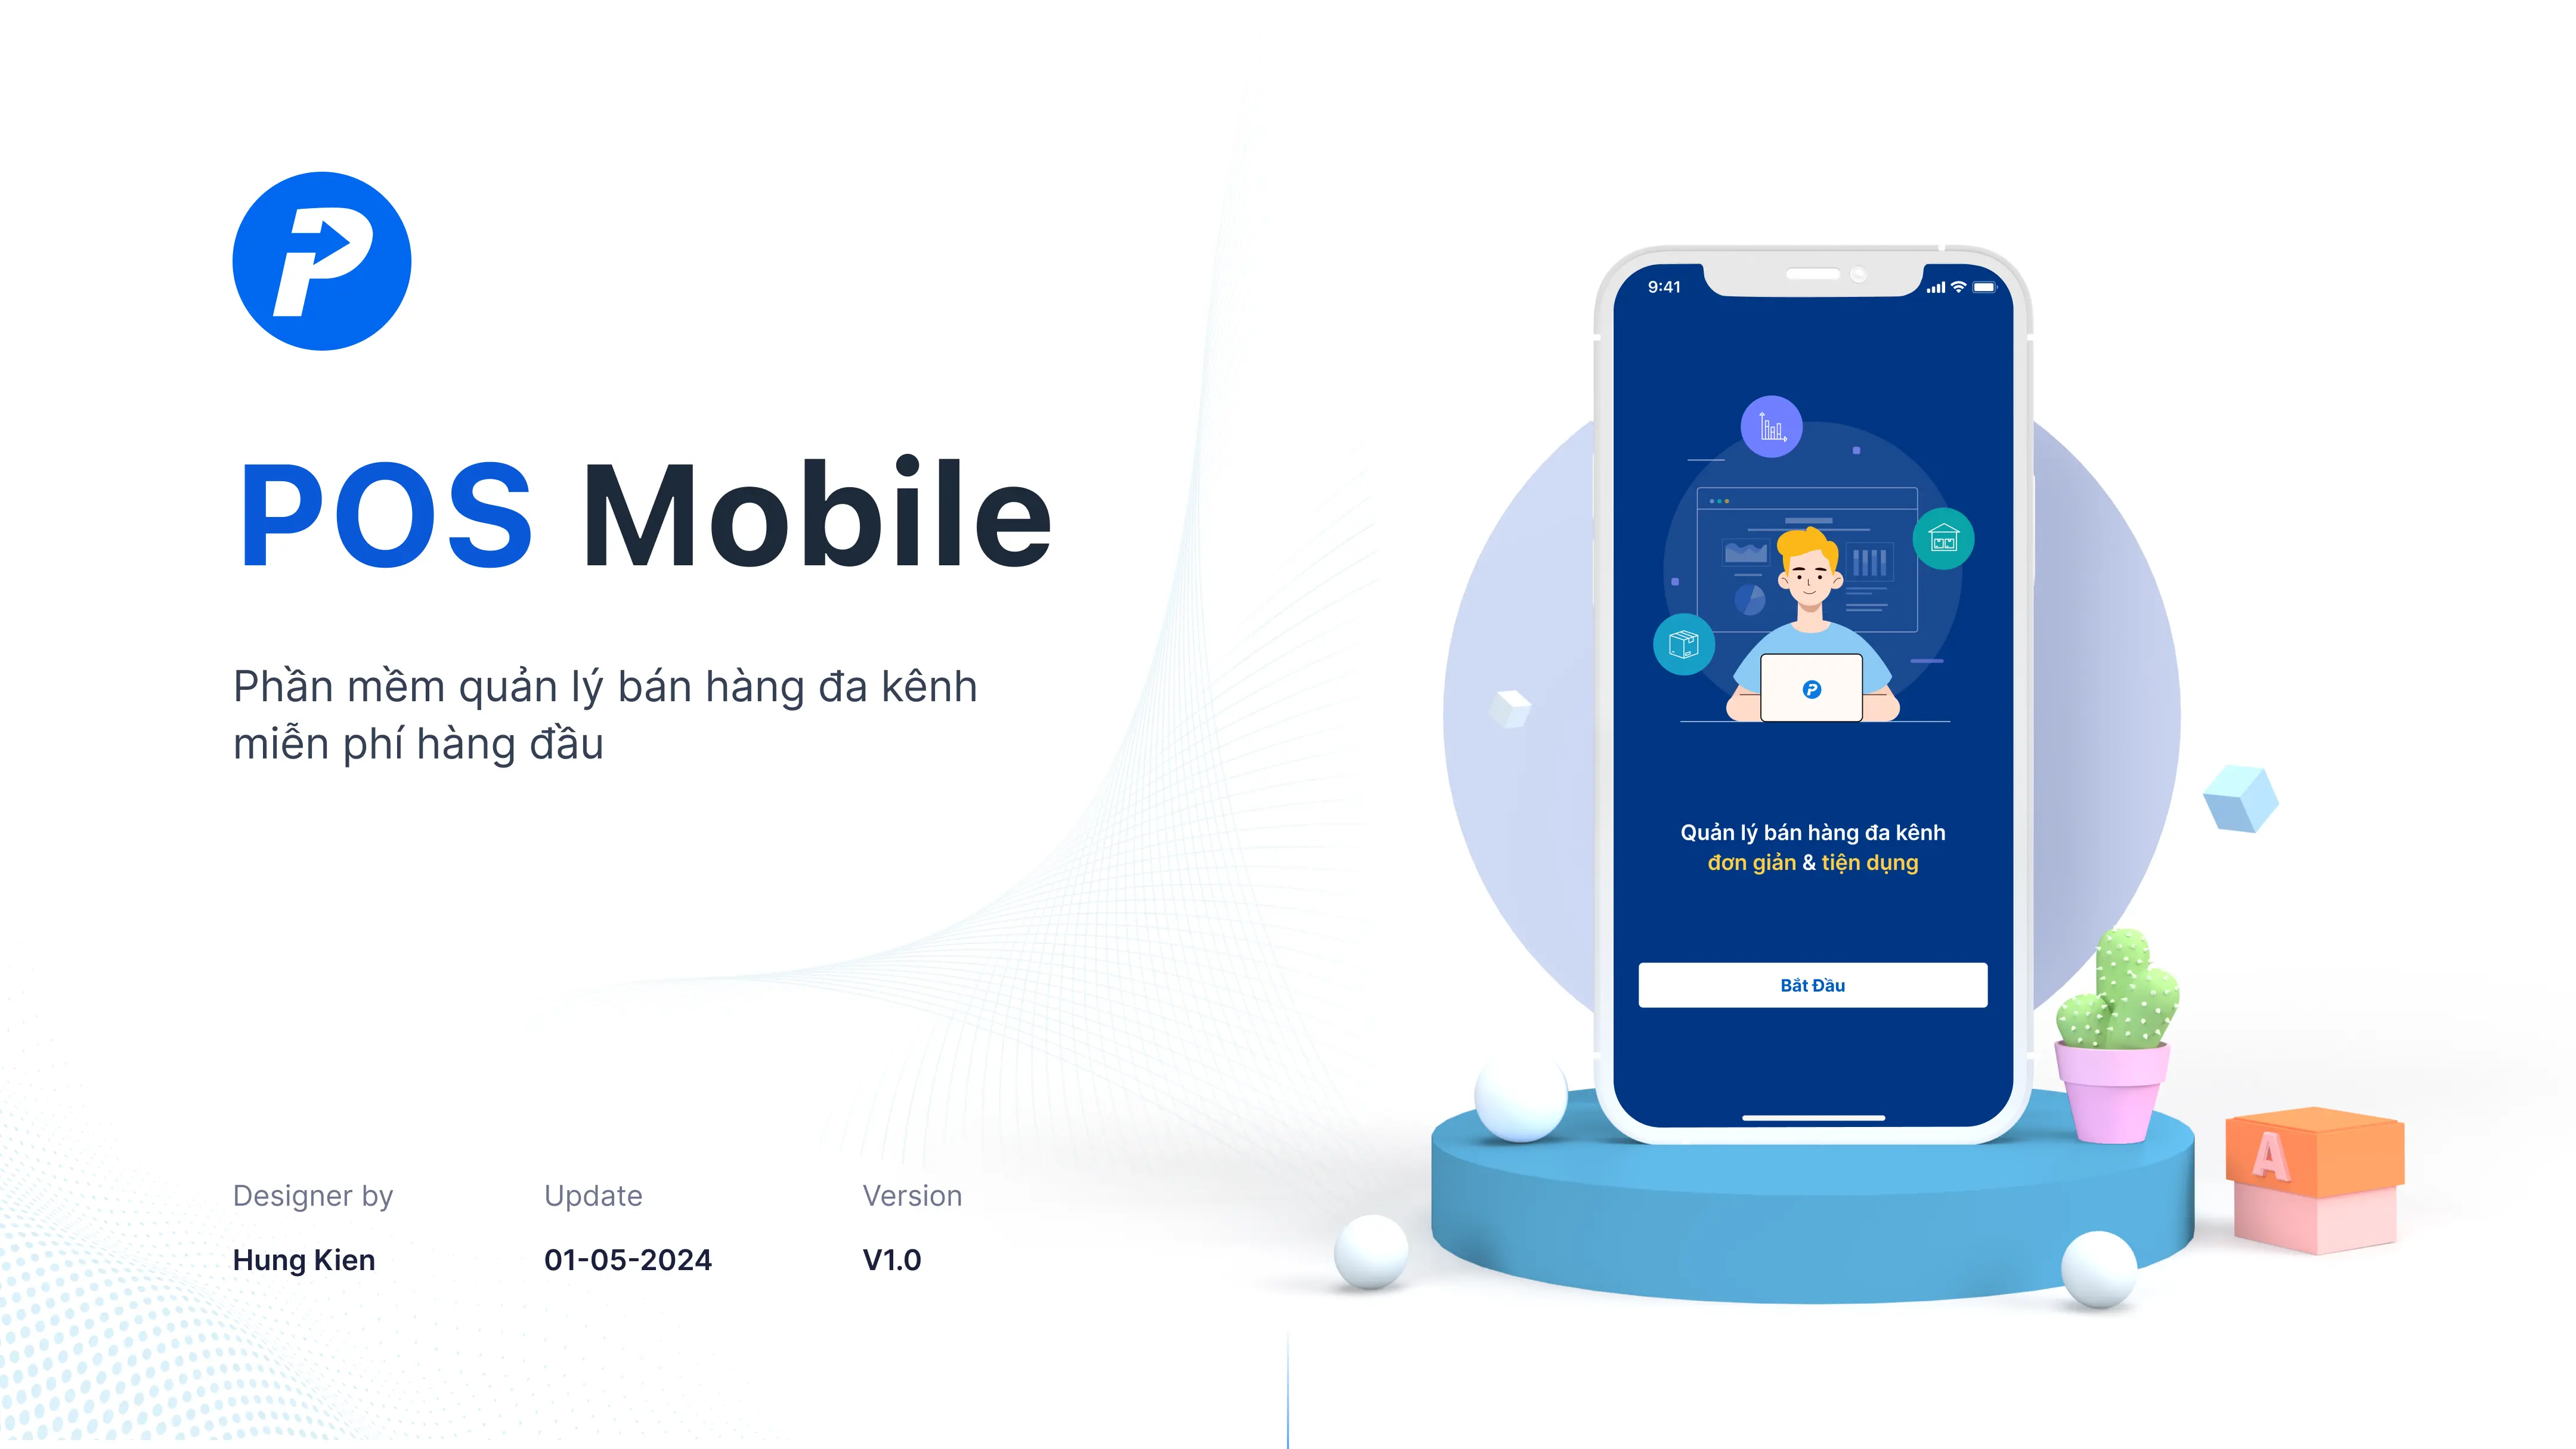 POS Mobile
Phần mềm quản lý bán hàng đa kênh
miễn phí hàng đầu
Designer by
Hung Kien
Update
01-05-2024
Version
V1.0
9:41
Quản lý bán hàng đa kênh
đơn giản & tiện dụng
Bắt Đầu
A